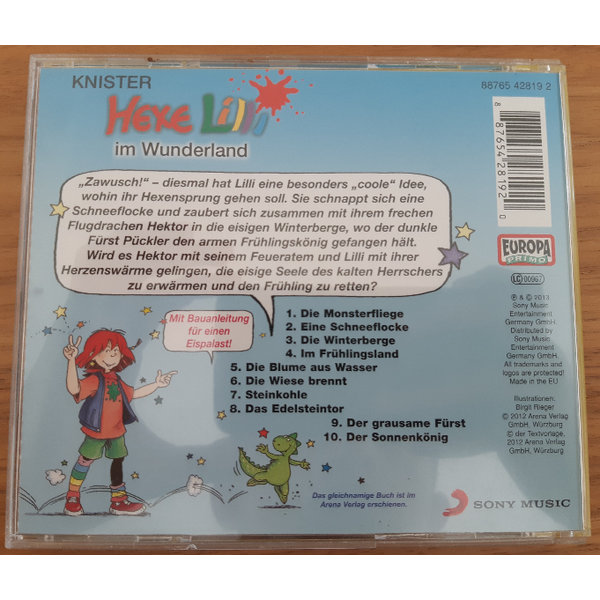 KNISTER
HEXE LiLLi
im Wunderland
88765 42819 2
8 87654 28192 0
„Zawusch!“ – diesmal hat Lilli eine besonders „coole“ Idee,
wohin ihr Hexensprung gehen soll. Sie schnappt sich eine
Schneeflocke und zaubert sich zusammen mit ihrem frechen
Flugdrachen Hektor in die eisigen Winterberge, wo der dunkle
Fürst Pückler den armen Frühlingskönig gefangen hält.
Wird es Hektor mit seinem Feueratem und Lilli mit ihrer
Herzenswärme gelingen, die eisige Seele des kalten Herrschers
zu erwärmen und den Frühling zu retten?
EUROPA
PRIMO
LC 00967
Mit Bauanleitung
für einen
Eispalast!
1. Die Monsterfliege
2. Eine Schneeflocke
3. Die Winterberge
4. Im Frühlingsland
5. Die Blume aus Wasser
6. Die Wiese brennt
7. Steinkohle
8. Das Edelsteintor
9. Der grausame Fürst
10. Der Sonnenkönig
℗ & © 2013
Sony Music
Entertainment
Germany GmbH.
Distributed by
Sony Music
Entertainment
Germany GmbH.
All trademarks and
logos are protected!
Made in the EU
Illustrationen:
Birgit Rieger
© 2012 Arena Verlag
GmbH, Würzburg
© der Textvorlage,
2012 Arena Verlag
GmbH, Würzburg
Das gleichnamige Buch ist im
Arena Verlag erschienen.
SONY MUSIC